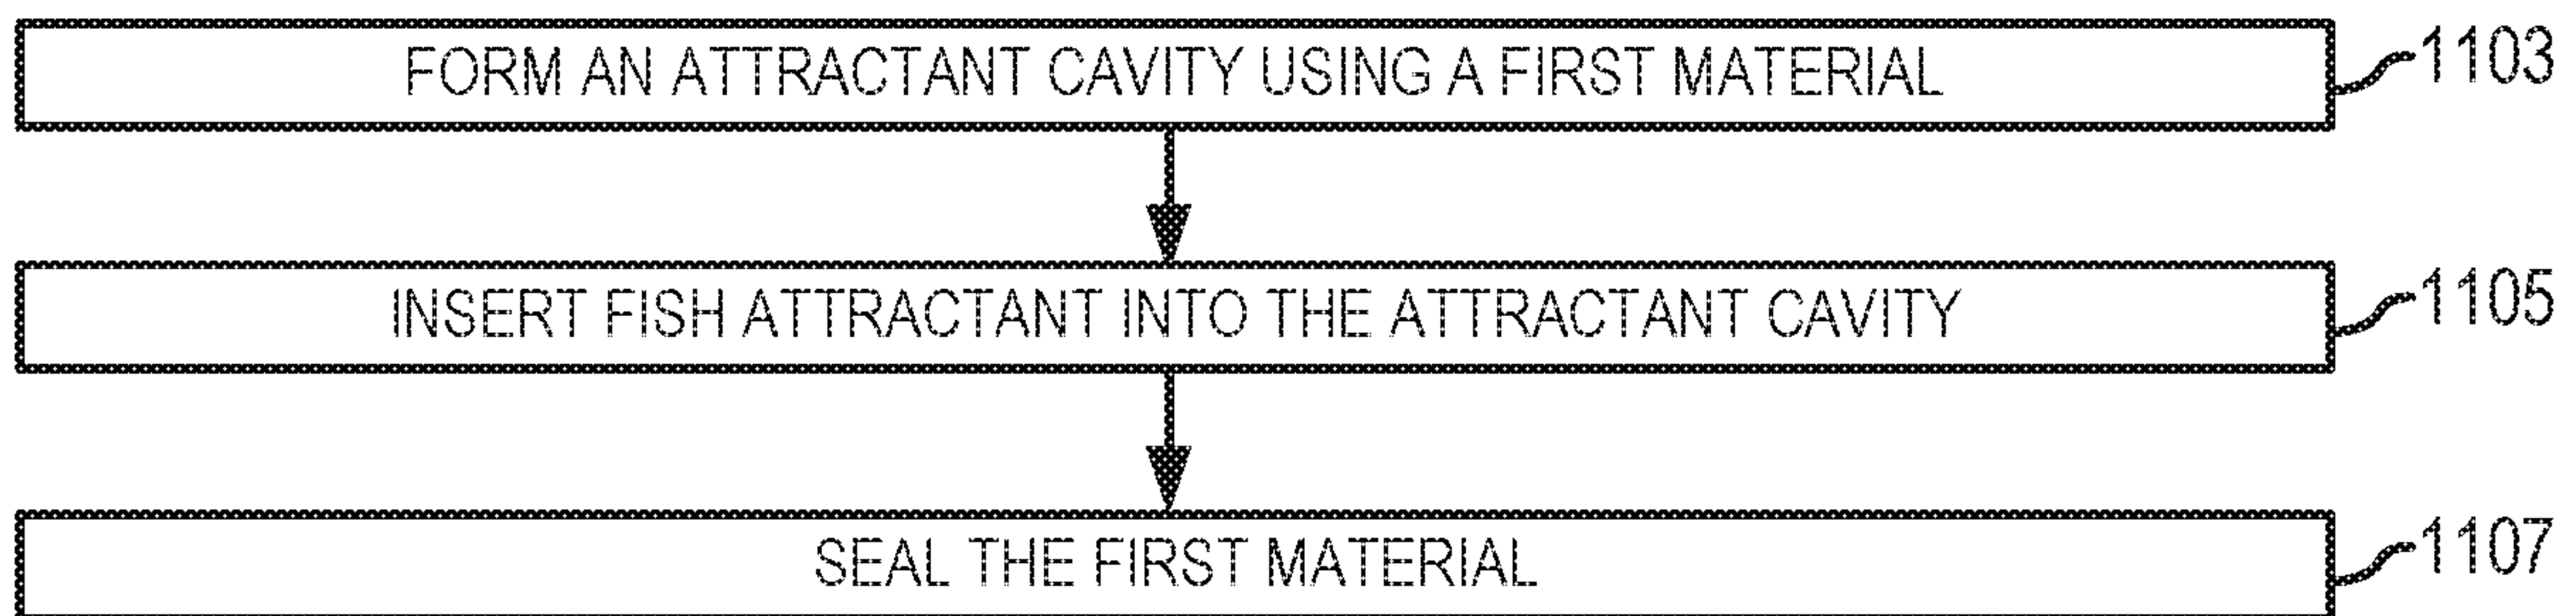 FORM AN ATTRACTANT CAVITY USING A FIRST MATERIAL 1103
INSERT FISH ATTRACTANT INTO THE ATTRACTANT CAVITY 1105
SEAL THE FIRST MATERIAL 1107